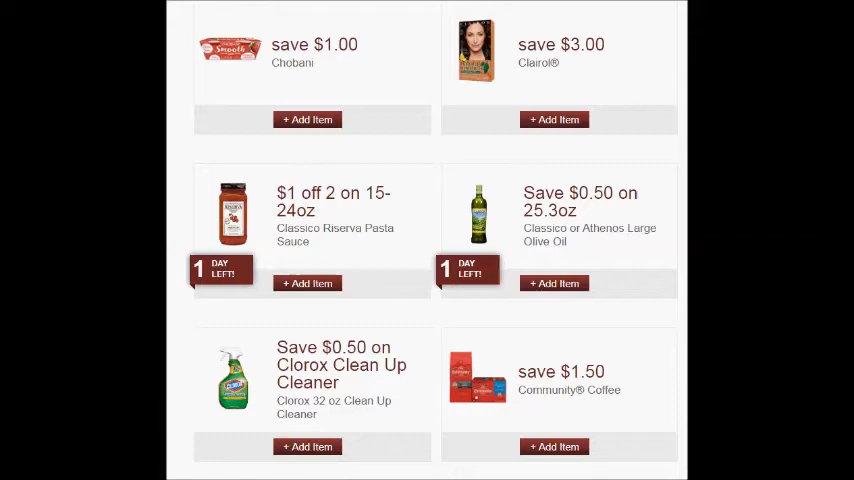 save $1.00
Chobani
+ Add Item
save $3.00
Clairol®
+ Add Item
$1 off 2 on 15-
24oz
Classico Riserva Pasta
Sauce
1 DAY
LEFT!
+ Add Item
Save $0.50 on
25.3oz
Classico or Athenos Large
Olive Oil
1 DAY
LEFT!
+ Add Item
Save $0.50 on
Clorox Clean Up
Cleaner
Clorox 32 oz Clean Up
Cleaner
+ Add Item
save $1.50
Community® Coffee
+ Add Item
Smooth
RISERVA
CLOROX